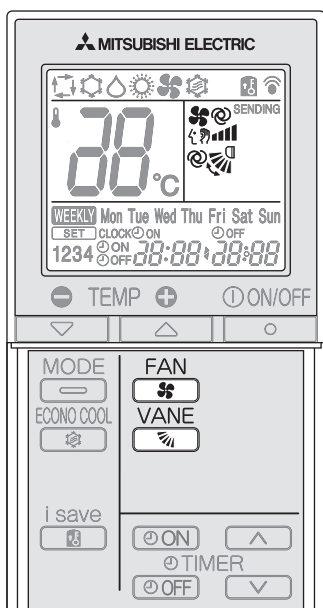 MITSUBISHI ELECTRIC
SENDING
88 °C
WEEKLY Mon Tue Wed Thu Fri Sat Sun
SET CLOCK ON OFF
1234 ON OFF 88:88 88:88
TEMP ON/OFF
MODE FAN
ECONO COOL VANE
i save
ON
TIMER
OFF